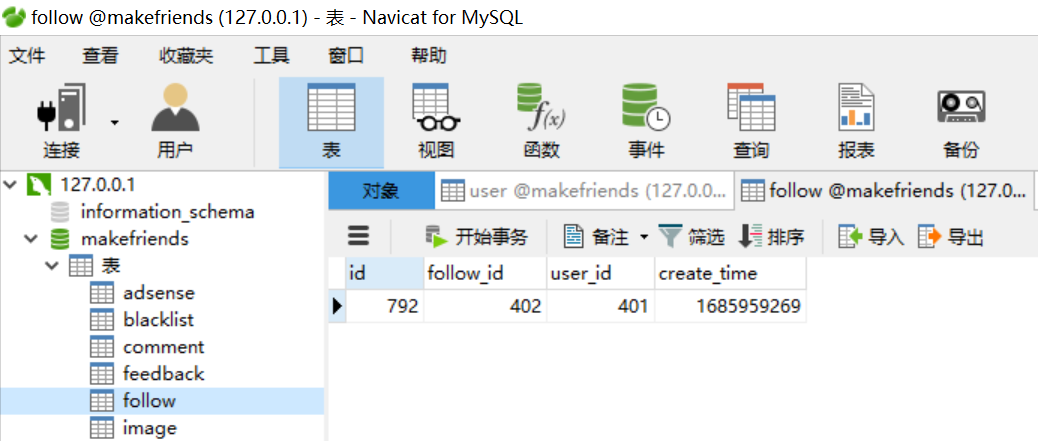 follow @makefriends (127.0.0.1) - 表 - Navicat for MySQL
文件 查看 收藏夹 工具 窗口 帮助
连接 用户 表 视图 f(x) 函数 事件 查询 报表 备份
127.0.0.1
information_schema
makefriends
表
adsense
blacklist
comment
feedback
follow
image
对象 user @makefriends (127.0.0... follow @makefriends (127.0...
开始事务 备注 筛选 排序 导入 导出
id follow_id user_id create_time
792 402 401 1685959269